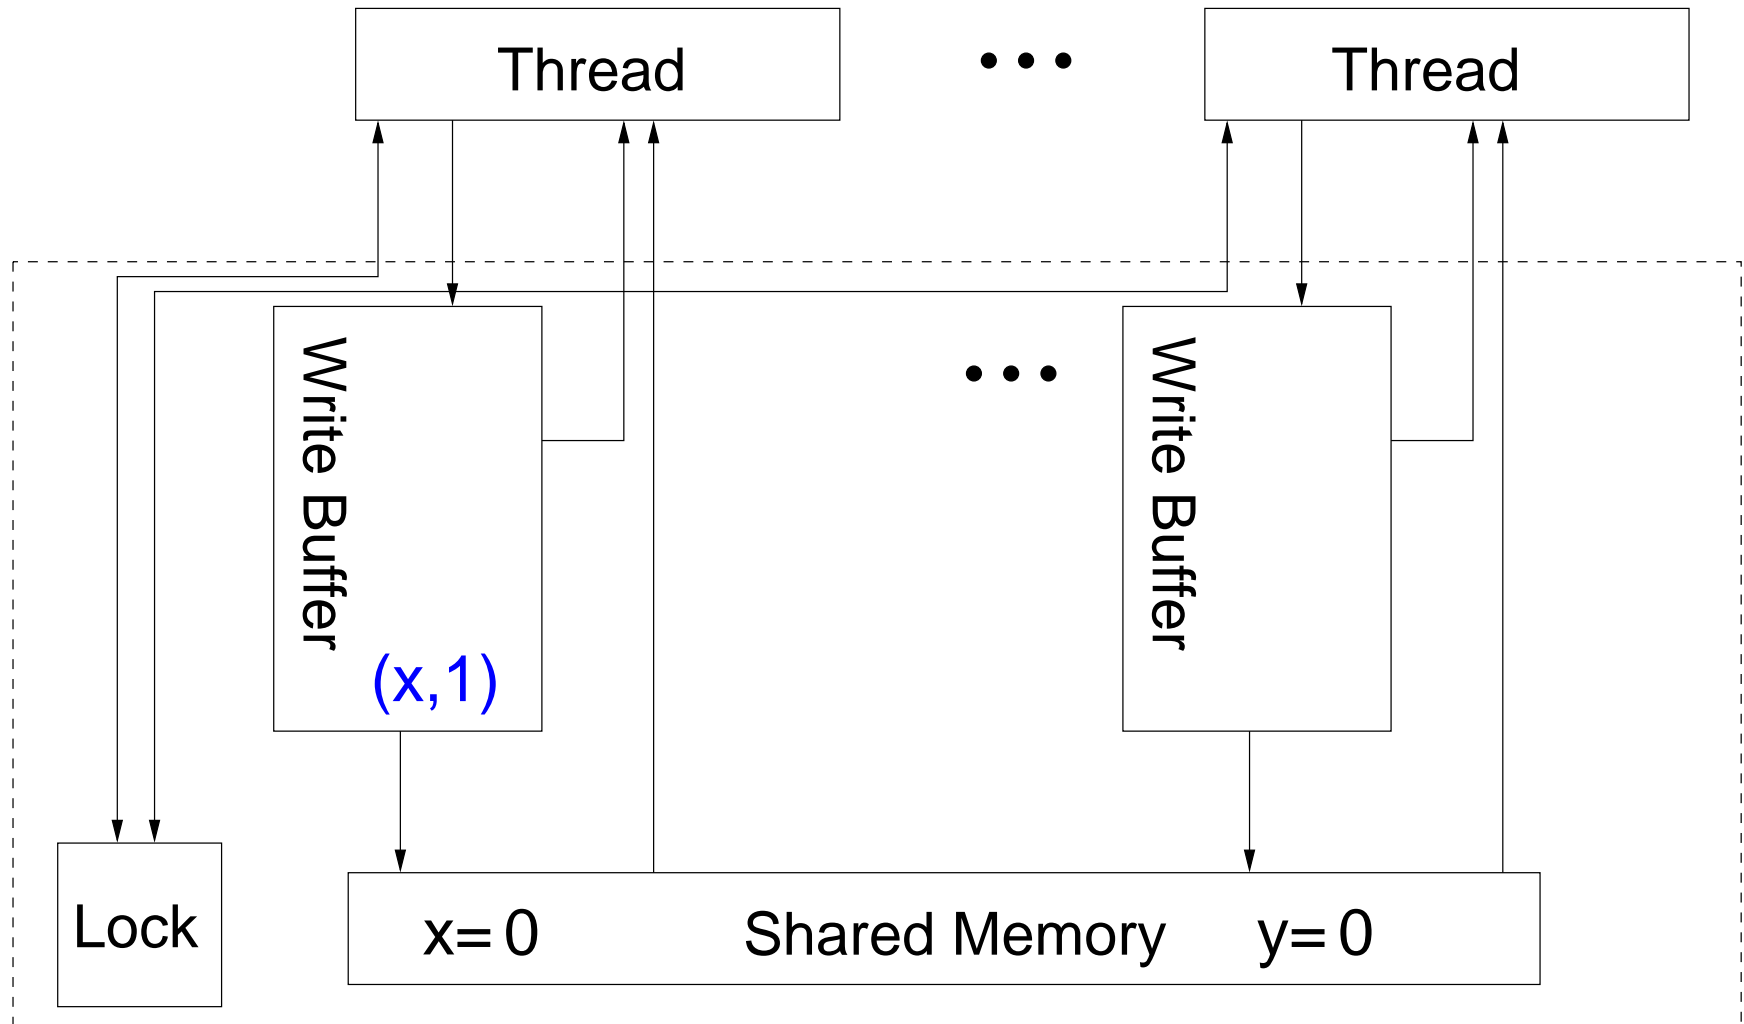 Thread
Thread
Write Buffer
Write Buffer
(x,1)
Lock
x= 0
Shared Memory
y= 0